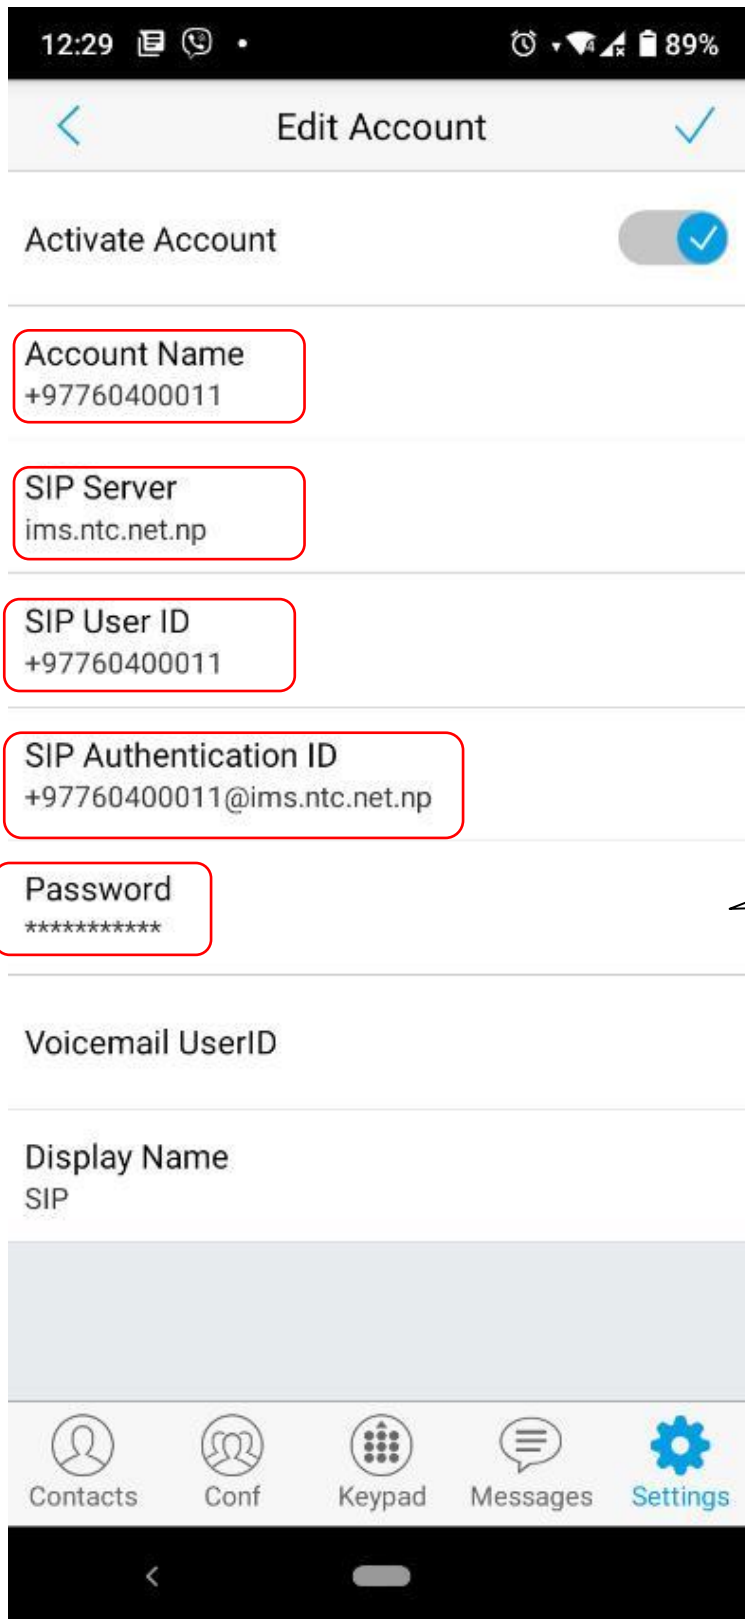 12:29 89%
Edit Account
Activate Account
Account Name
+97760400011
SIP Server
ims.ntc.net.np
SIP User ID
+97760400011
SIP Authentication ID
+97760400011@ims.ntc.net.np
Password
***********
Voicemail UserID
Display Name
SIP
Contacts Conf Keypad Messages Settings